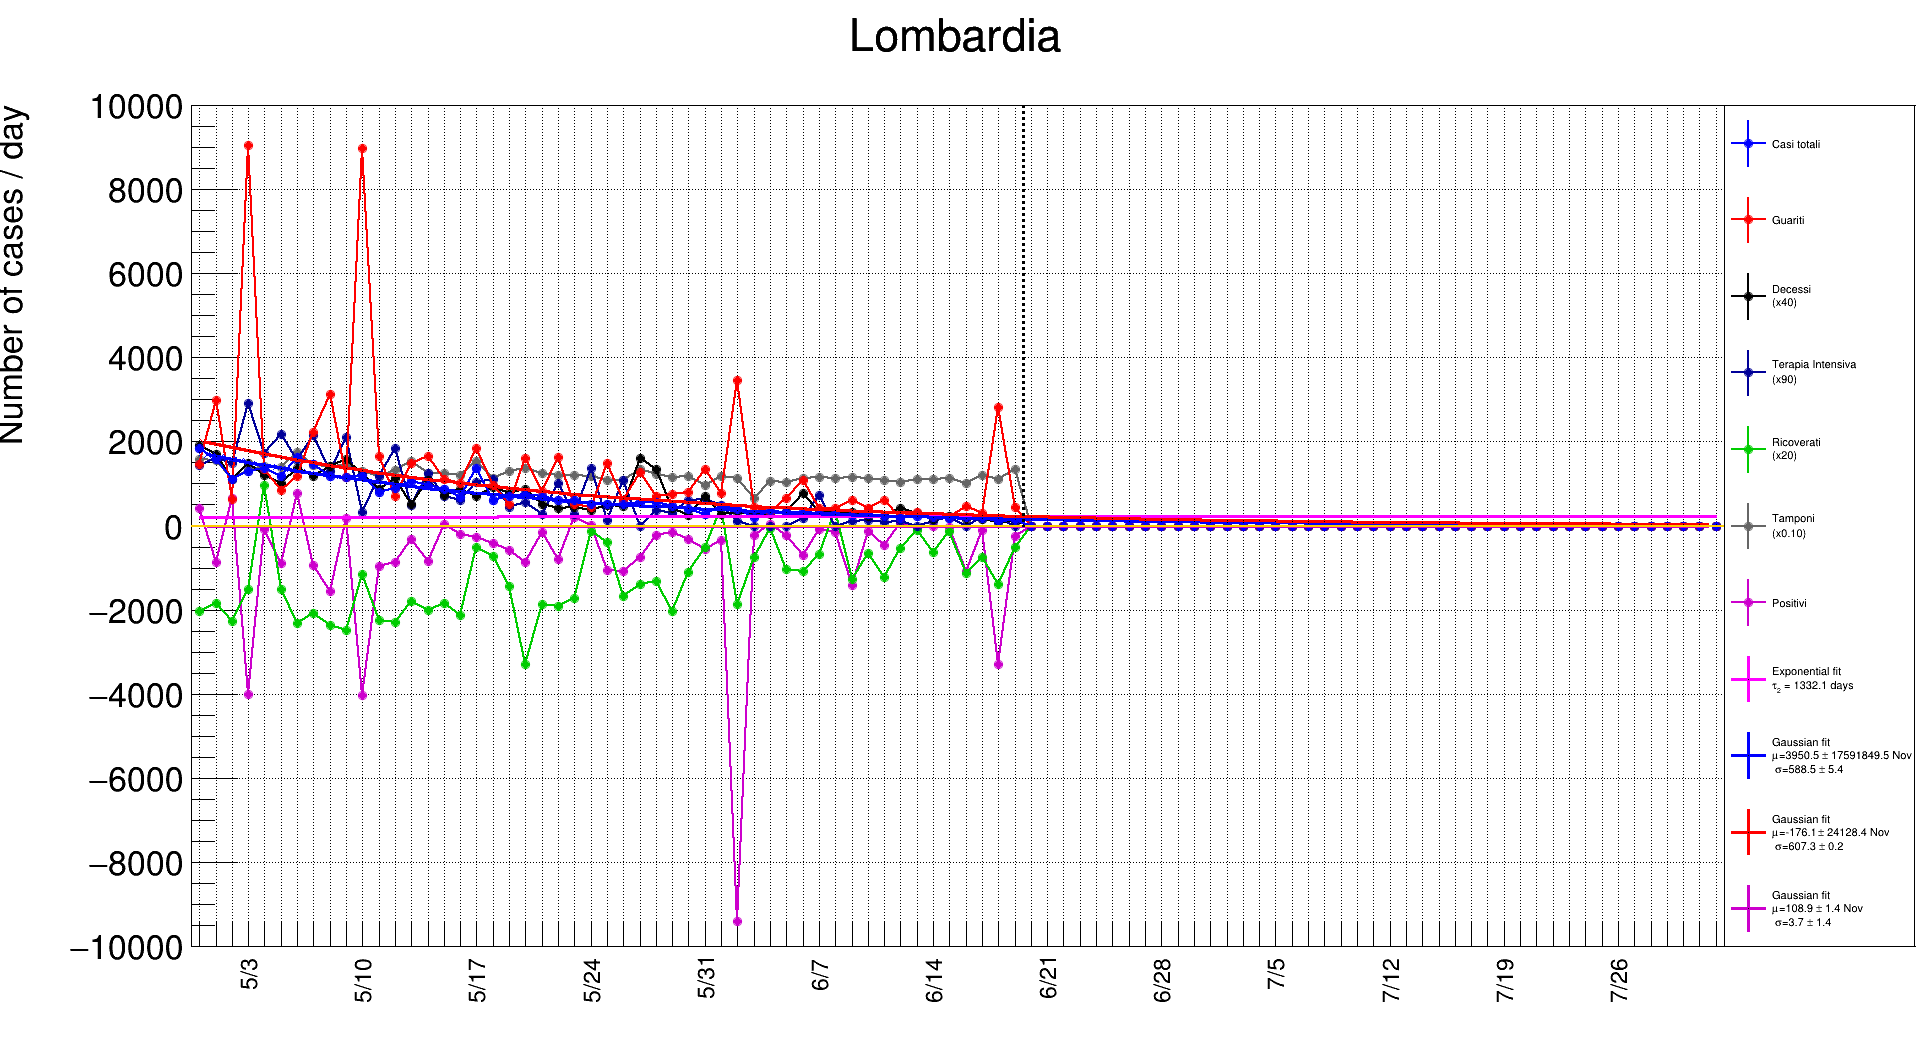 Lombardia
Number of cases / day
10000
8000
6000
4000
2000
0
−2000
−4000
−6000
−8000
−10000
5/3
5/10
5/17
5/24
5/31
6/7
6/14
6/21
6/28
7/5
7/12
7/19
7/26
Casi totali
Guariti
Decessi
(x40)
Terapia Intensiva
(x90)
Ricoverati
(x20)
Tamponi
(x0.10)
Positivi
Exponential fit
τ₂ = 1332.1 days
Gaussian fit
μ=3950.5 ± 17591849.5 Nov
σ=588.5 ± 5.4
Gaussian fit
μ=-176.1 ± 24128.4 Nov
σ=607.3 ± 0.2
Gaussian fit
μ=108.9 ± 1.4 Nov
σ=3.7 ± 1.4